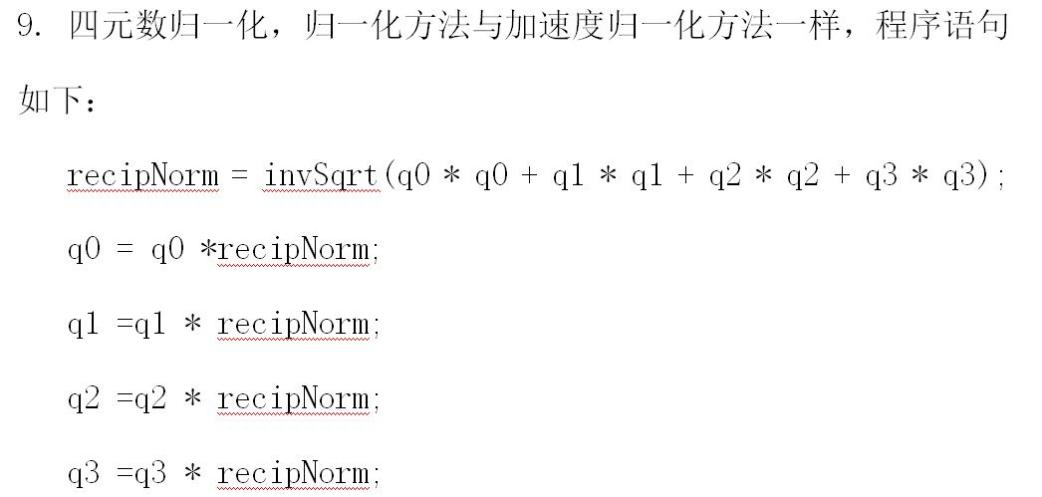 9. 四元数归一化，归一化方法与加速度归一化方法一样，程序语句
如下：
recipNorm = invSqrt(q0 * q0 + q1 * q1 + q2 * q2 + q3 * q3);
q0 = q0 *recipNorm;
q1 =q1 * recipNorm;
q2 =q2 * recipNorm;
q3 =q3 * recipNorm;